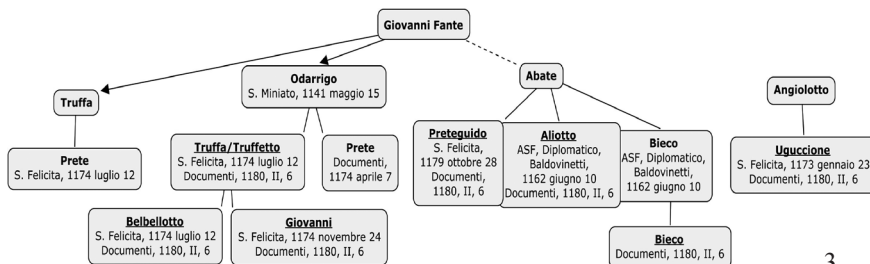 Giovanni Fante
Truffa
Odarrigo
S. Miniato, 1141 maggio 15
Abate
Angiolotto
Prete
S. Felicita, 1174 luglio 12
Truffa/Truffetto
S. Felicita, 1174 luglio 12
Documenti, 1180, II, 6
Prete
Documenti,
1174 aprile 7
Preteguido
S. Felicita,
1179 ottobre 28
Documenti,
1180, II, 6
Aliotto
ASF, Diplomatico,
Baldovinetti,
1162 giugno 10
Documenti, 1180, II, 6
Bieco
ASF, Diplomatico,
Baldovinetti,
1162 giugno 10
Uguccione
S. Felicita, 1173 gennaio 23
Documenti, 1180, II, 6
Belbellotto
S. Felicita, 1174 luglio 12
Documenti, 1180, II, 6
Giovanni
S. Felicita, 1174 novembre 24
Documenti, 1180, II, 6
Bieco
Documenti, 1180, II, 6